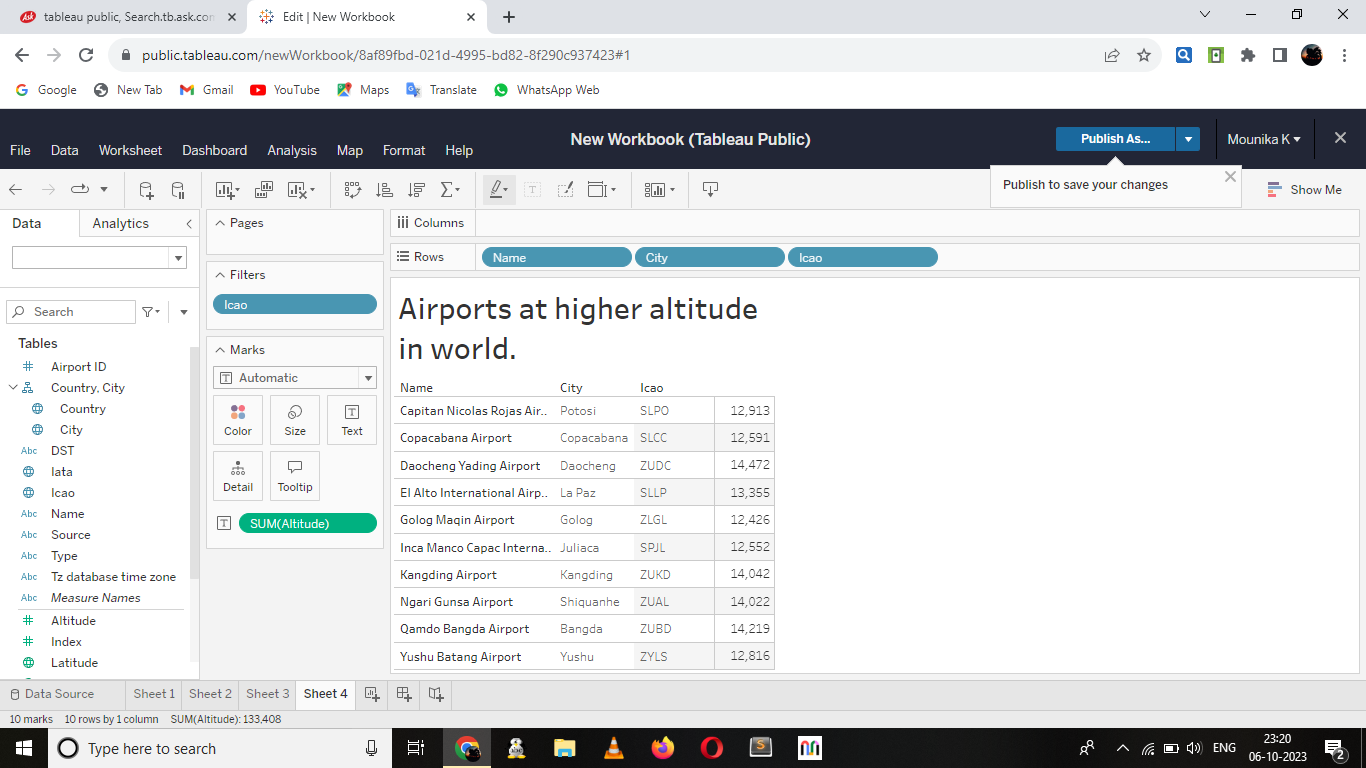 tableau public, Search.tb.ask.con
Edit | New Workbook
public.tableau.com/newWorkbook/8af89fbd-021d-4995-bd82-8f290c937423#1
Google New Tab Gmail YouTube Maps Translate WhatsApp Web
New Workbook (Tableau Public)
File Data Worksheet Dashboard Analysis Map Format Help
Publish As...
Mounika K
Publish to save your changes
Show Me
Data Analytics
Search
Tables
Airport ID
Country, City
Country
City
Abc DST
Iata
Icao
Abc Name
Abc Source
Abc Type
Abc Tz database time zone
Abc Measure Names
Altitude
Index
Latitude
Pages
Filters
Icao
Marks
Automatic
Color Size Text
Detail Tooltip
SUM(Altitude)
Columns
Rows Name City Icao
Airports at higher altitude
in world.
Name City Icao
Capitan Nicolas Rojas Air.. Potosi SLPO 12,913
Copacabana Airport Copacabana SLCC 12,591
Daocheng Yading Airport Daocheng ZUDC 14,472
El Alto International Airp.. La Paz SLLP 13,355
Golog Maqin Airport Golog ZLGL 12,426
Inca Manco Capac Interna.. Juliaca SPJL 12,552
Kangding Airport Kangding ZUKD 14,042
Ngari Gunsa Airport Shiquanhe ZUAL 14,022
Qamdo Bangda Airport Bangda ZUBD 14,219
Yushu Batang Airport Yushu ZYLS 12,816
Data Source Sheet 1 Sheet 2 Sheet 3 Sheet 4
10 marks 10 rows by 1 column SUM(Altitude): 133,408
Type here to search
ENG
23:20
06-10-2023
2